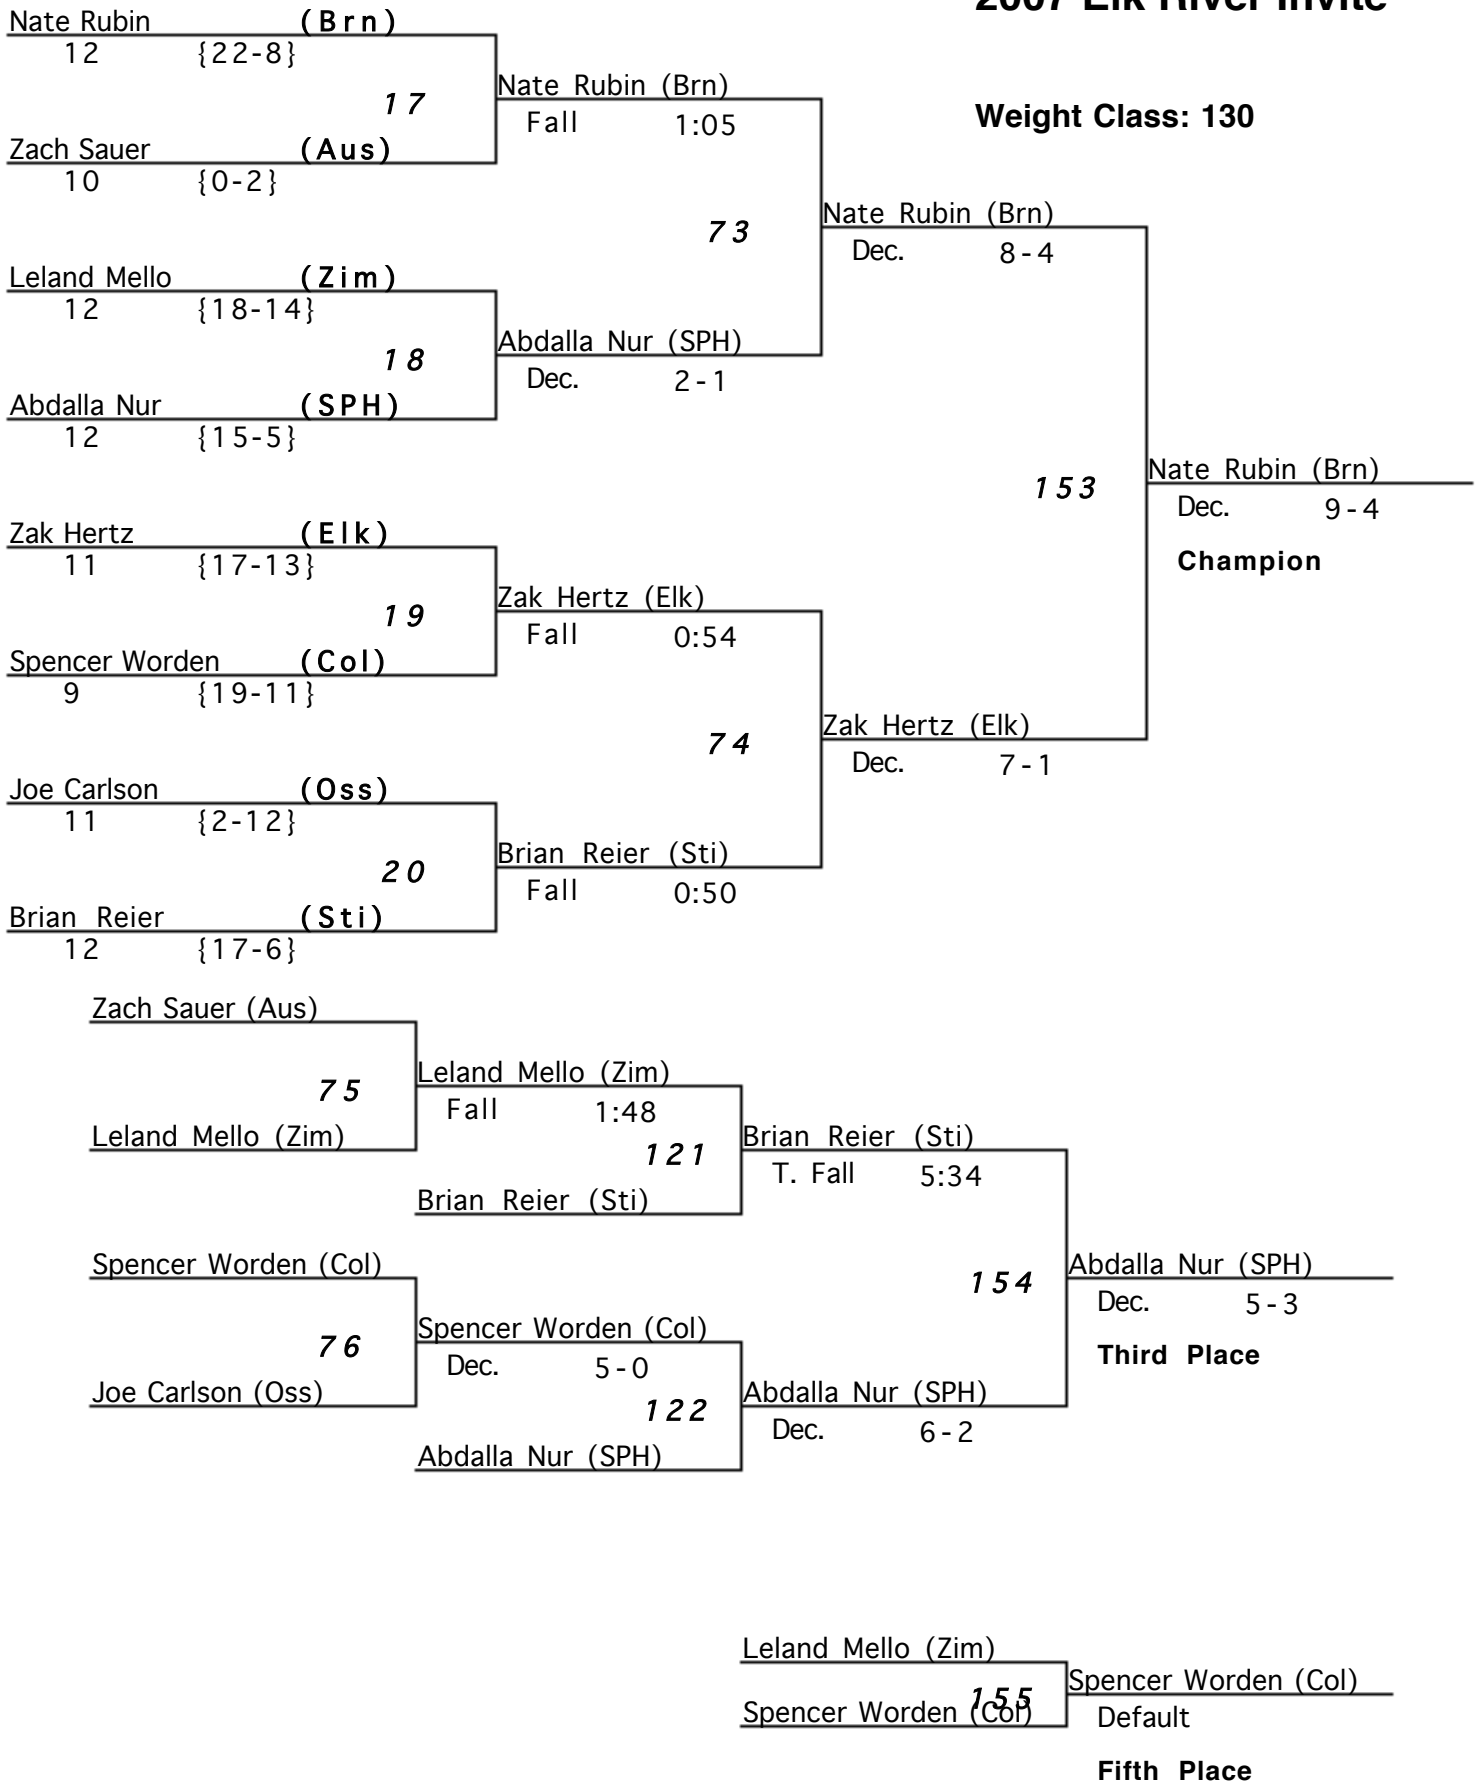 2007 Elk River Invite
Weight Class: 130
Nate Rubin (Brn)
12 {22-8}
17
Zach Sauer (Aus)
10 {0-2}
Nate Rubin (Brn)
Fall 1:05
73
Leland Mello (Zim)
12 {18-14}
18
Abdalla Nur (SPH)
12 {15-5}
Abdalla Nur (SPH)
Dec. 2-1
Nate Rubin (Brn)
Dec. 8-4
153
Zak Hertz (Elk)
11 {17-13}
19
Spencer Worden (Col)
9 {19-11}
Zak Hertz (Elk)
Fall 0:54
74
Joe Carlson (Oss)
11 {2-12}
20
Brian Reier (Sti)
12 {17-6}
Brian Reier (Sti)
Fall 0:50
Zak Hertz (Elk)
Dec. 7-1
Nate Rubin (Brn)
Dec. 9-4
Champion
Zach Sauer (Aus)
75
Leland Mello (Zim)
Leland Mello (Zim)
Fall 1:48
121
Brian Reier (Sti)
Brian Reier (Sti)
T. Fall 5:34
154
Spencer Worden (Col)
76
Joe Carlson (Oss)
Spencer Worden (Col)
Dec. 5-0
122
Abdalla Nur (SPH)
Abdalla Nur (SPH)
Dec. 6-2
Abdalla Nur (SPH)
Dec. 5-3
Third Place
Leland Mello (Zim)
155
Spencer Worden (Col)
Spencer Worden (Col)
Default
Fifth Place